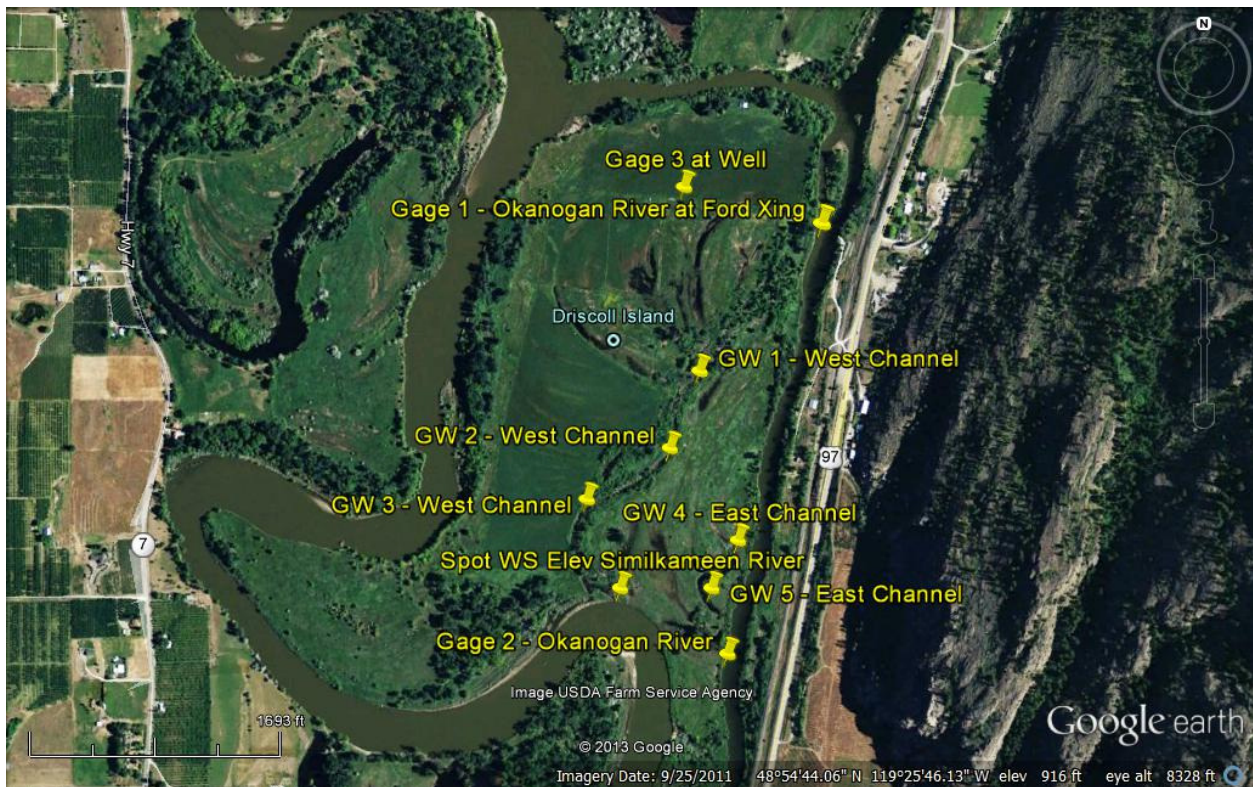 N
Gage 3 at Well
Gage 1 - Okanogan River at Ford Xing
Hwy 7
Driscoll Island
GW 1 - West Channel
GW 2 - West Channel
97
GW 3 - West Channel
GW 4 - East Channel
7
Spot WS Elev Similkameen River
GW 5 - East Channel
Gage 2 - Okanogan River
Image USDA Farm Service Agency
1693 ft
Google earth
© 2013 Google
Imagery Date: 9/25/2011 48°54'44.06" N 119°25'46.13" W elev 916 ft eye alt 8328 ft